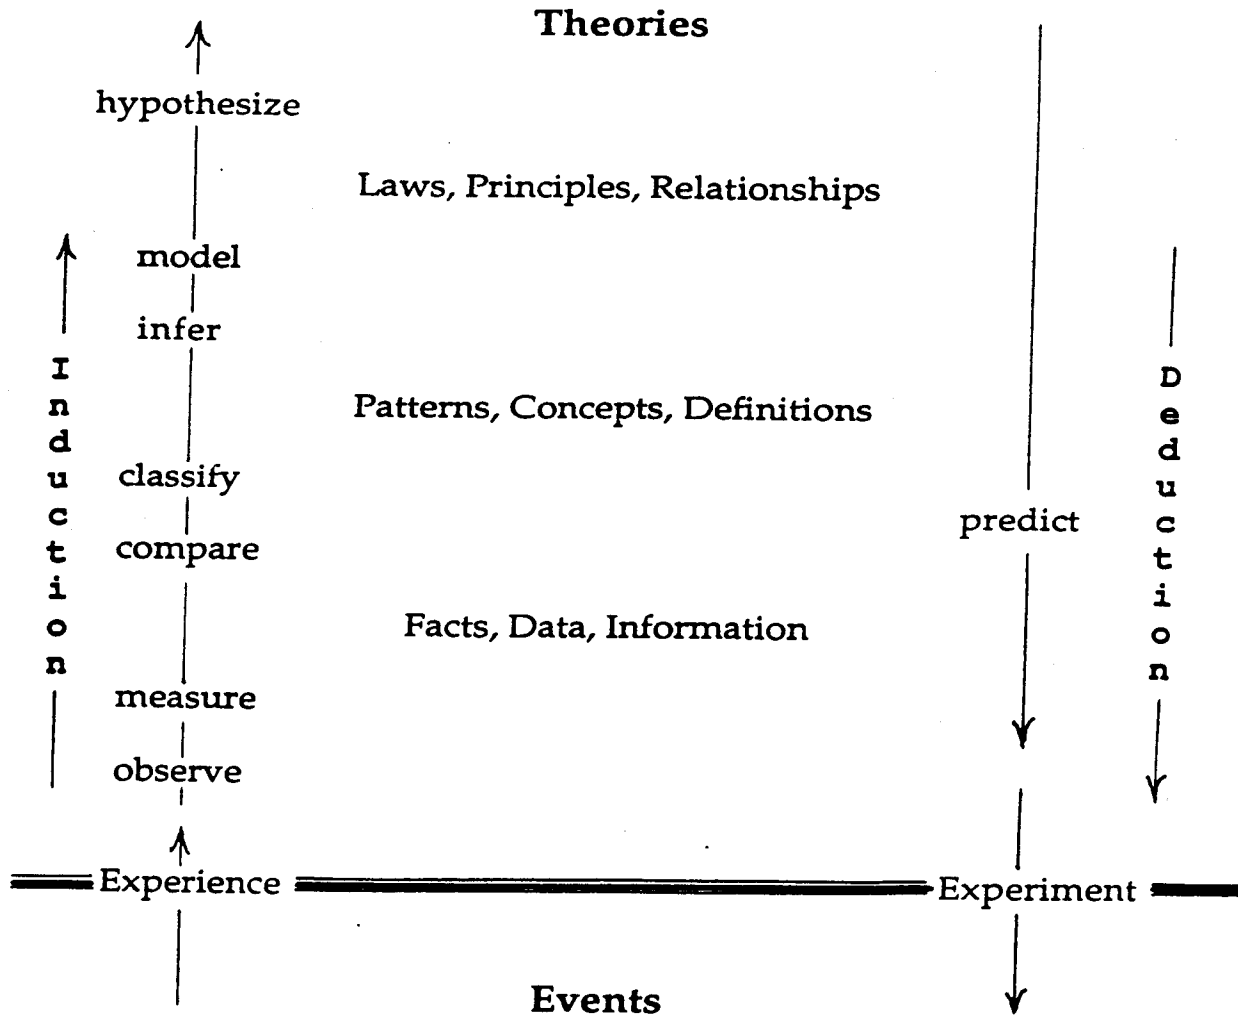 Theories
hypothesize
Laws, Principles, Relationships
model
infer
Induction
Deduction
Patterns, Concepts, Definitions
classify
predict
compare
Facts, Data, Information
measure
observe
Experience
Experiment
Events